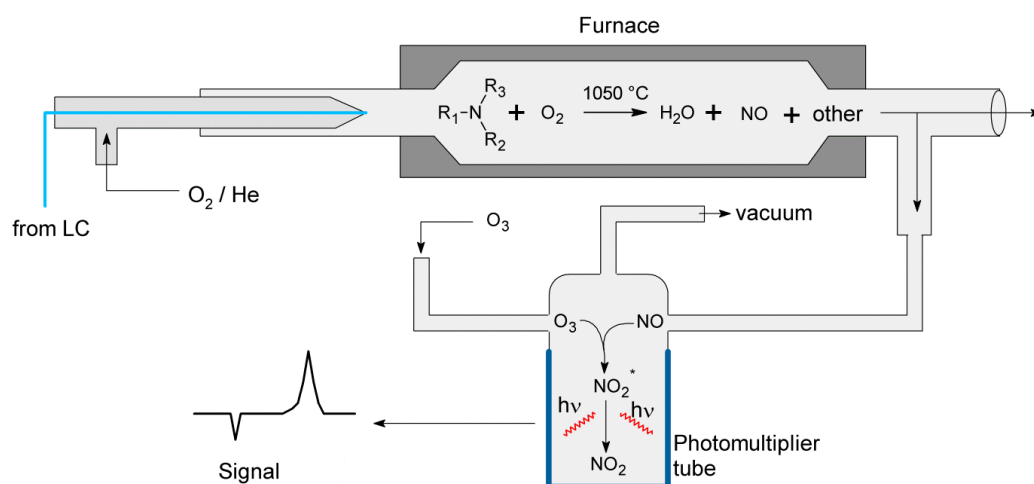 Furnace
R₃
R₁–N + O₂ 1050 °C H₂O + NO + other
R₂
O₂ / He
from LC
O₃
vacuum
O₃ NO
NO₂*
hν hν
NO₂
Photomultiplier
tube
Signal